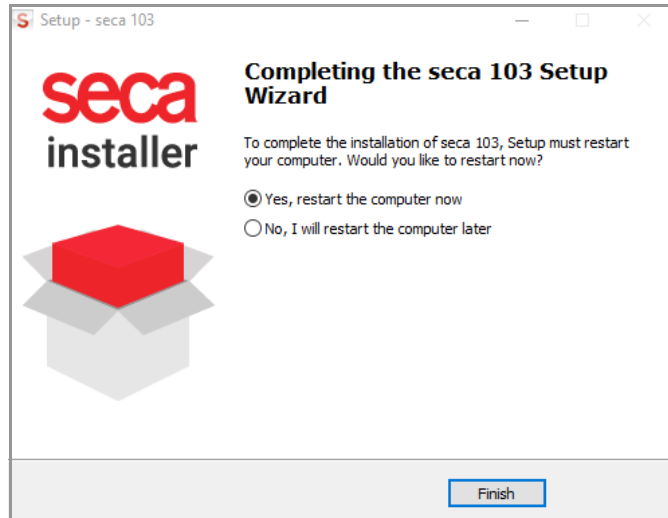 S Setup - seca 103
seca
installer
Completing the seca 103 Setup
Wizard
To complete the installation of seca 103, Setup must restart
your computer. Would you like to restart now?
Yes, restart the computer now
No, I will restart the computer later
Finish